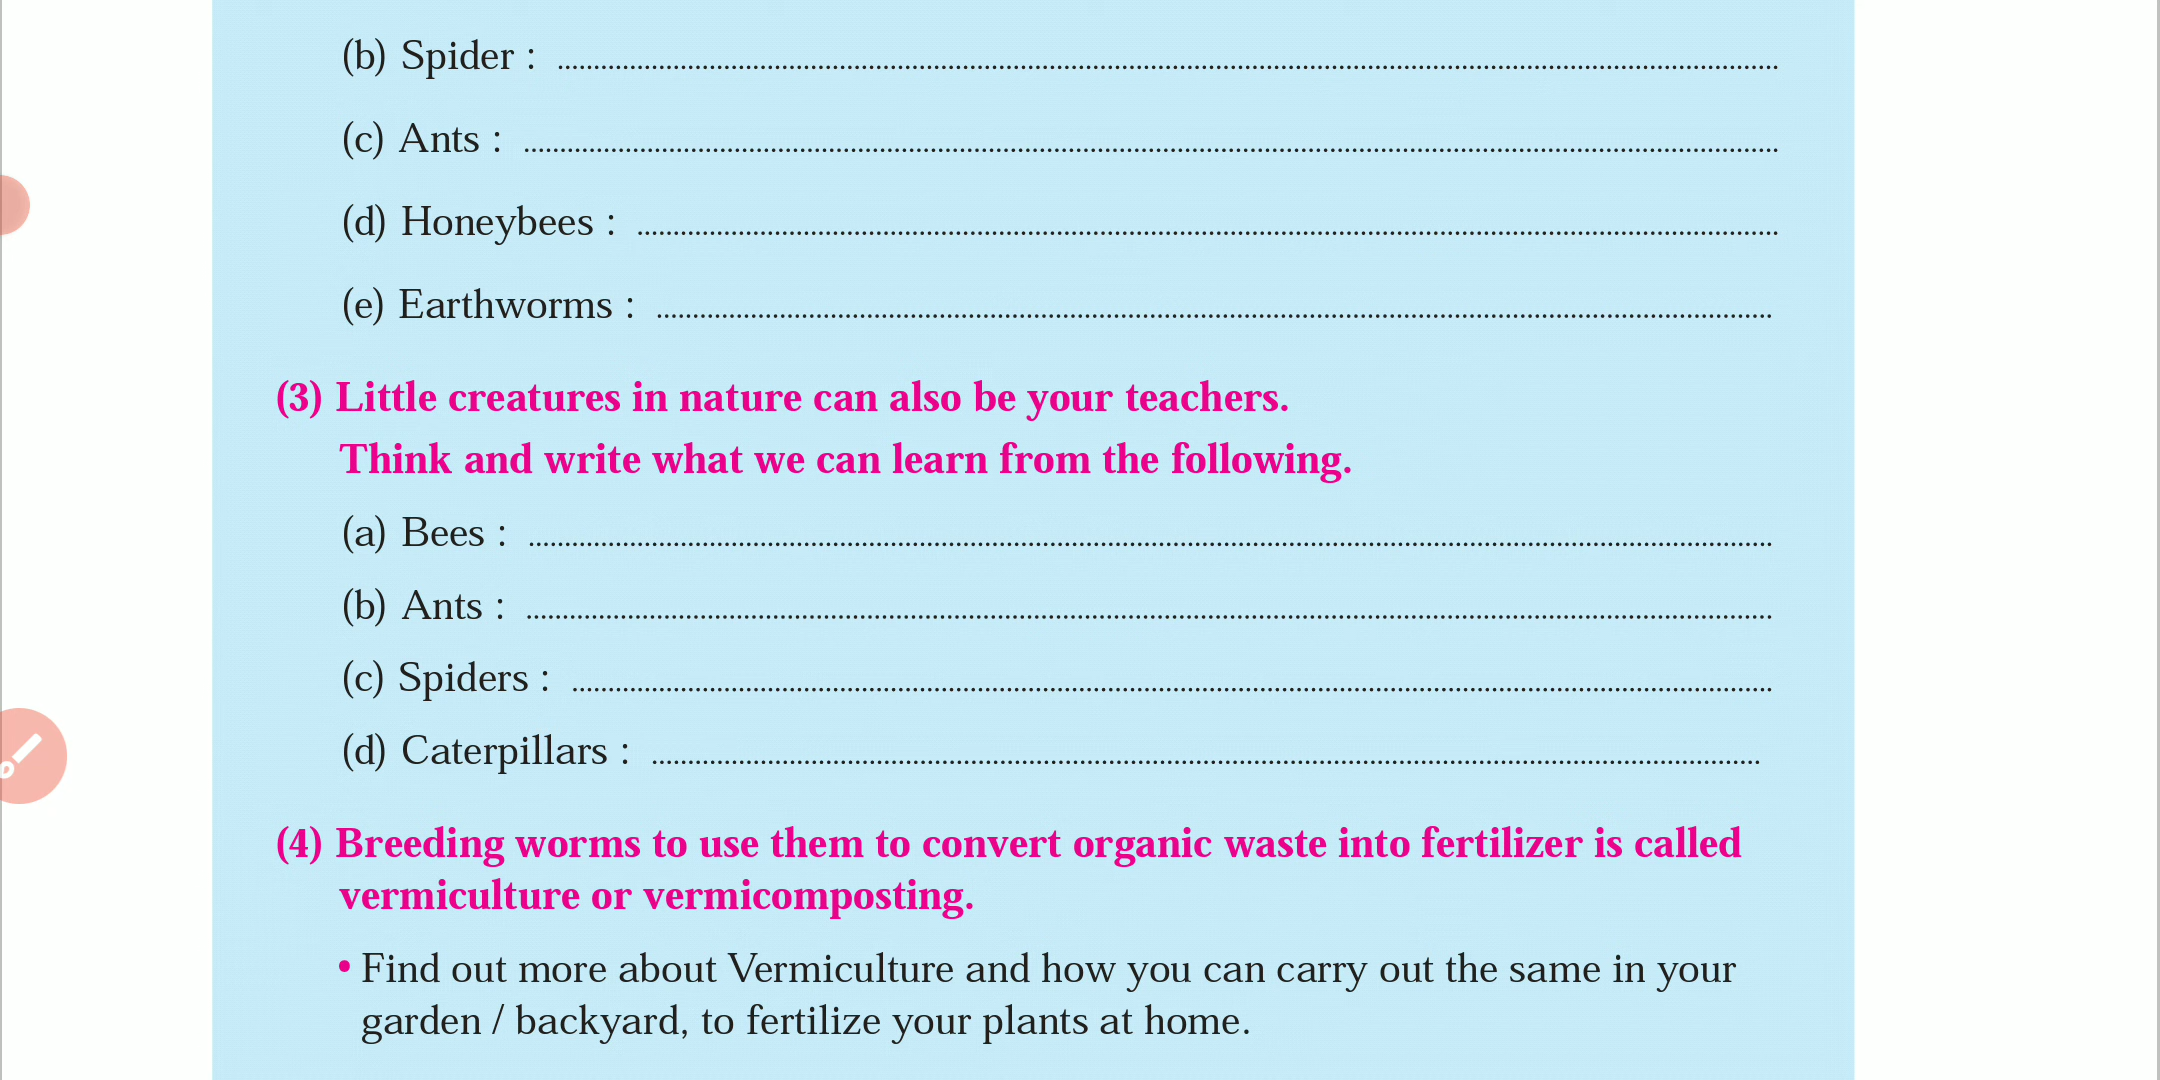 (b) Spider : ....................
(c) Ants : ....................
(d) Honeybees : ....................
(e) Earthworms : ....................
(3) Little creatures in nature can also be your teachers.
Think and write what we can learn from the following.
(a) Bees : ....................
(b) Ants : ....................
(c) Spiders : ....................
(d) Caterpillars : ....................
(4) Breeding worms to use them to convert organic waste into fertilizer is called
vermiculture or vermicomposting.
• Find out more about Vermiculture and how you can carry out the same in your
garden / backyard, to fertilize your plants at home.